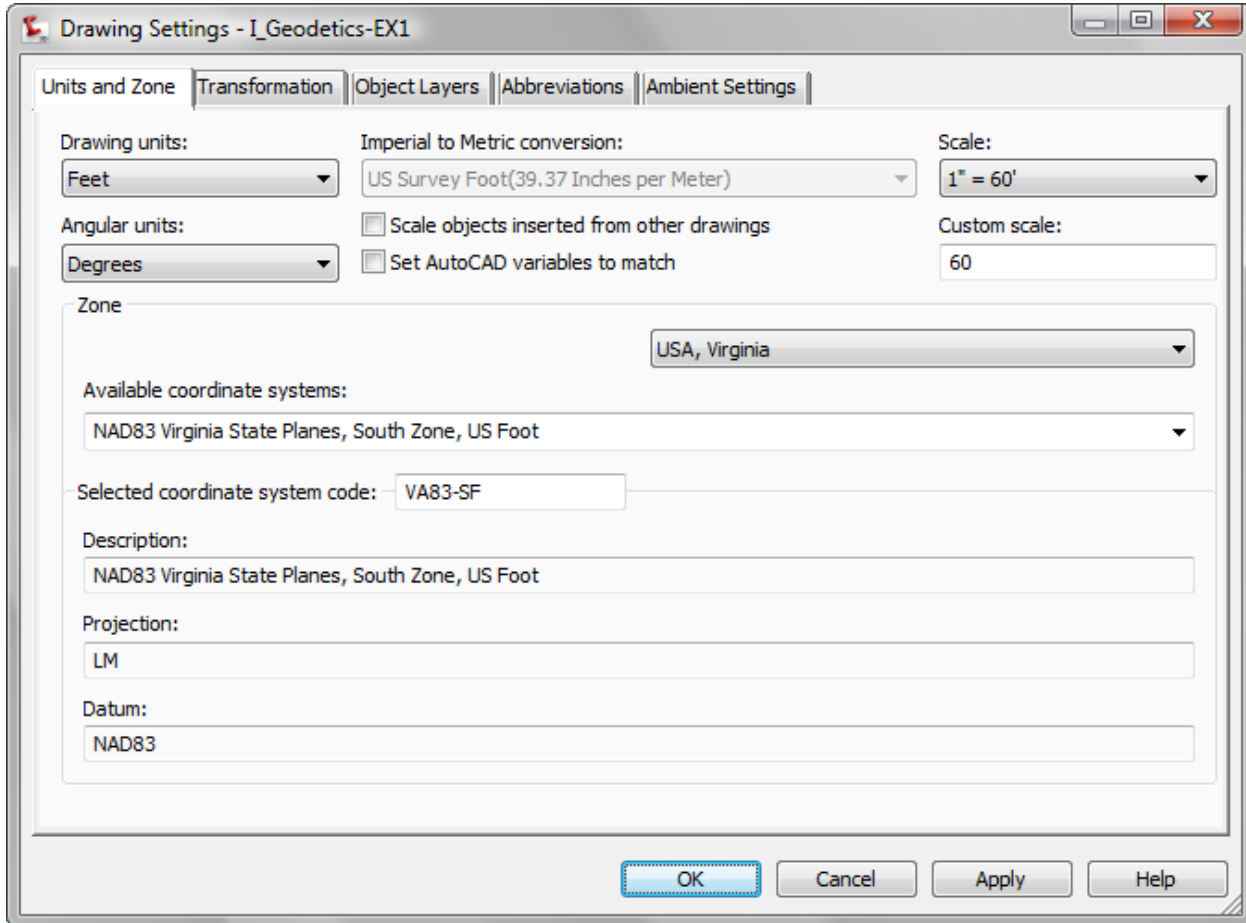 Drawing Settings - I_Geodetics-EX1
Units and Zone Transformation Object Layers Abbreviations Ambient Settings
Drawing units: Imperial to Metric conversion: Scale:
Feet US Survey Foot(39.37 Inches per Meter) 1" = 60'
Angular units: Scale objects inserted from other drawings Custom scale:
Degrees Set AutoCAD variables to match 60
Zone
USA, Virginia
Available coordinate systems:
NAD83 Virginia State Planes, South Zone, US Foot
Selected coordinate system code: VA83-SF
Description:
NAD83 Virginia State Planes, South Zone, US Foot
Projection:
LM
Datum:
NAD83
OK Cancel Apply Help